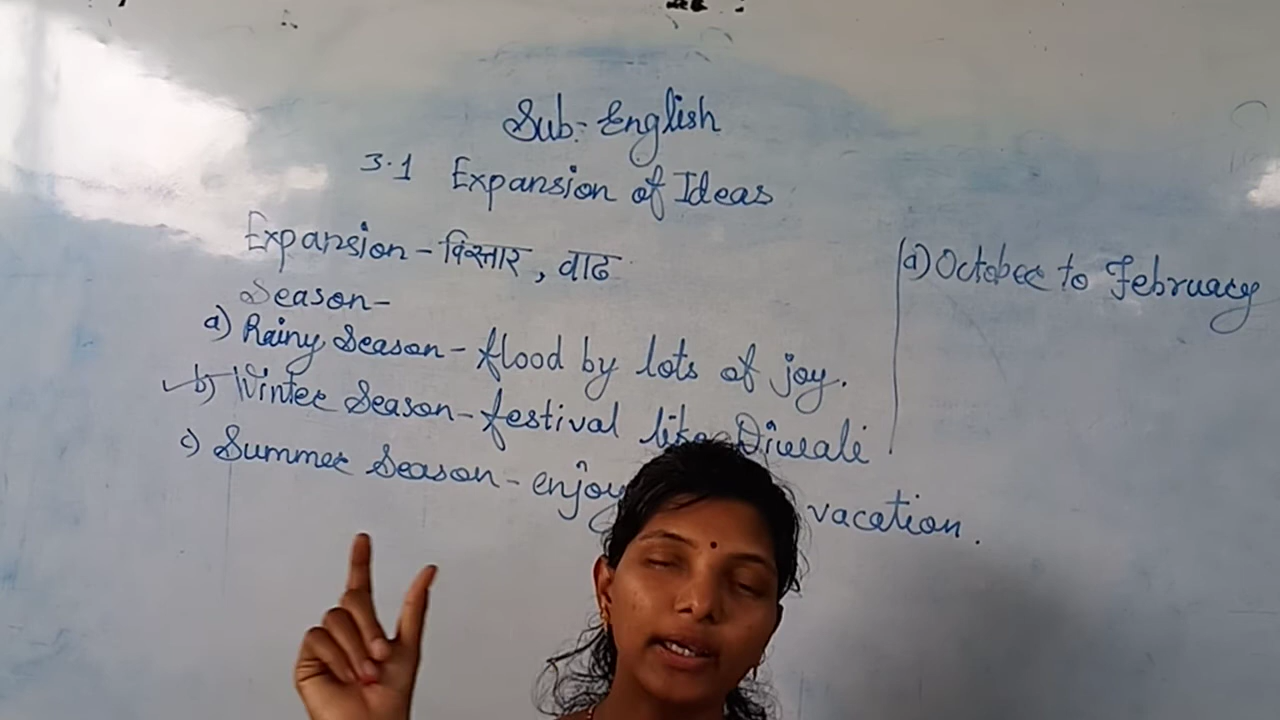 Sub:- English
3.1 Expansion of Ideas
Expansion - विस्तार, वाढ
Season-
a) Rainy Season - flood by lots of joy.
b) Winter Season - festival like Diwali
c) Summer Season - enjoy vacation.
a) October to February